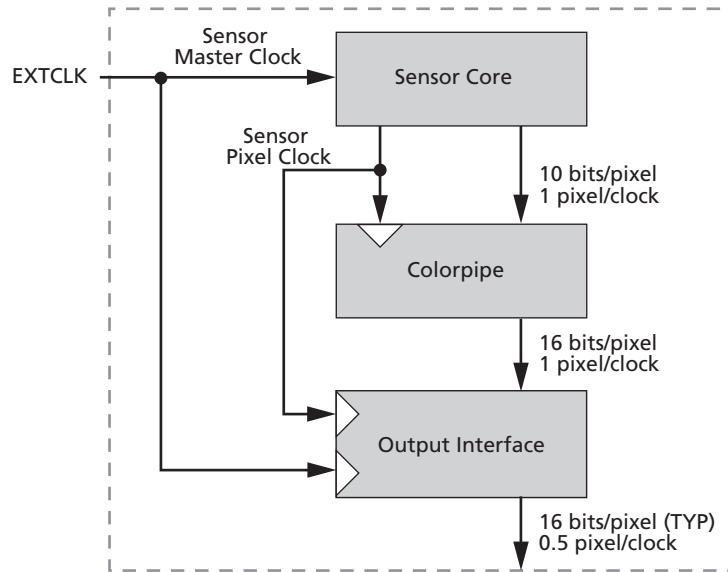 Sensor
Master Clock
EXTCLK
Sensor Core
Sensor
Pixel Clock
10 bits/pixel
1 pixel/clock
Colorpipe
16 bits/pixel
1 pixel/clock
Output Interface
16 bits/pixel (TYP)
0.5 pixel/clock